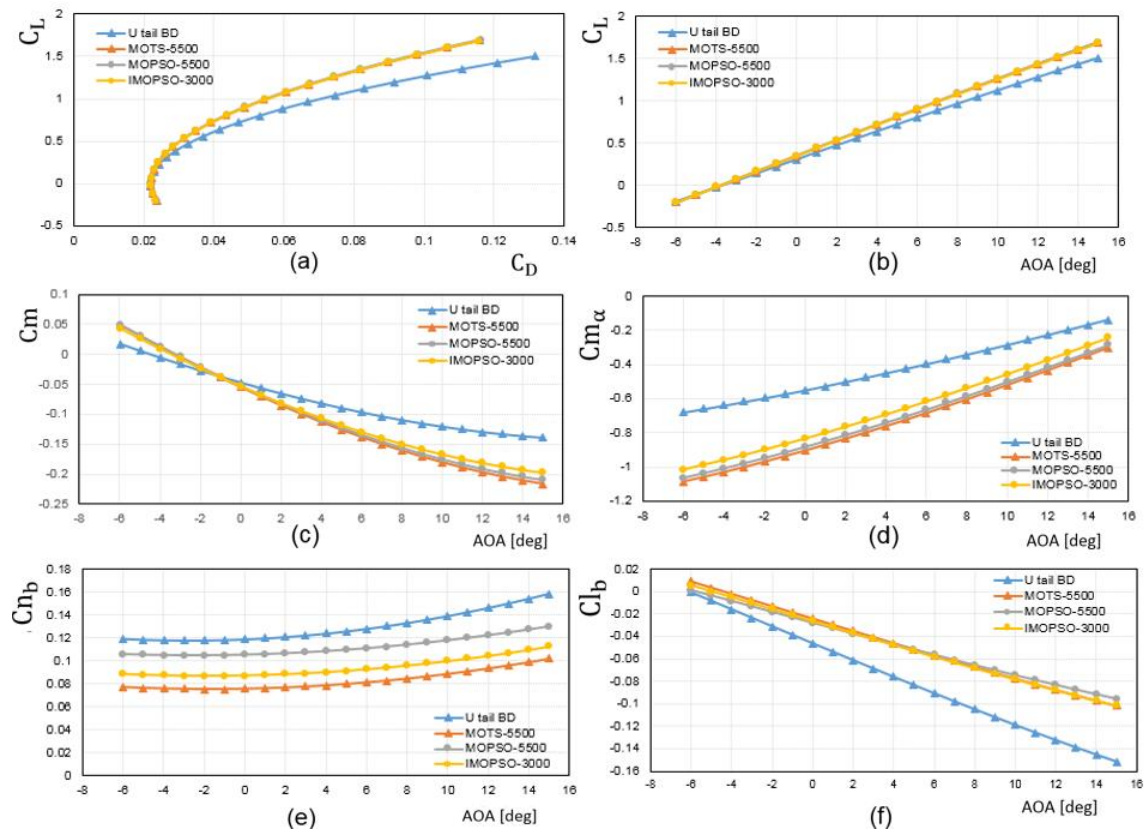 C_L
2
1.5
1
0.5
0
-0.5
U tail BD
MOTS-5500
MOPSO-5500
IMOPSO-3000
0 0.02 0.04 0.06 0.08 0.1 0.12 0.14
(a) C_D
C_L
2
1.5
1
0.5
0
-0.5
U tail BD
MOTS-5500
MOPSO-5500
IMOPSO-3000
-8 -6 -4 -2 0 2 4 6 8 10 12 14 16
(b) AOA [deg]
Cm
0.1
0.05
0
-0.05
-0.1
-0.15
-0.2
-0.25
U tail BD
MOTS-5500
MOPSO-5500
IMOPSO-3000
-8 -6 -4 -2 0 2 4 6 8 10 12 14 16
(c) AOA [deg]
Cm_α
0
-0.2
-0.4
-0.6
-0.8
-1
-1.2
U tail BD
MOTS-5500
MOPSO-5500
IMOPSO-3000
-8 -6 -4 -2 0 2 4 6 8 10 12 14 16
(d) AOA [deg]
Cn_b
0.18
0.16
0.14
0.12
0.10
0.08
0.06
0.04
0.02
0
U tail BD
MOTS-5500
MOPSO-5500
IMOPSO-3000
-8 -6 -4 -2 0 2 4 6 8 10 12 14 16
(e) AOA [deg]
Cl_b
0.02
0
-0.02
-0.04
-0.06
-0.08
-0.1
-0.12
-0.14
-0.16
U tail BD
MOTS-5500
MOPSO-5500
IMOPSO-3000
-8 -6 -4 -2 0 2 4 6 8 10 12 14 16
(f) AOA [deg]